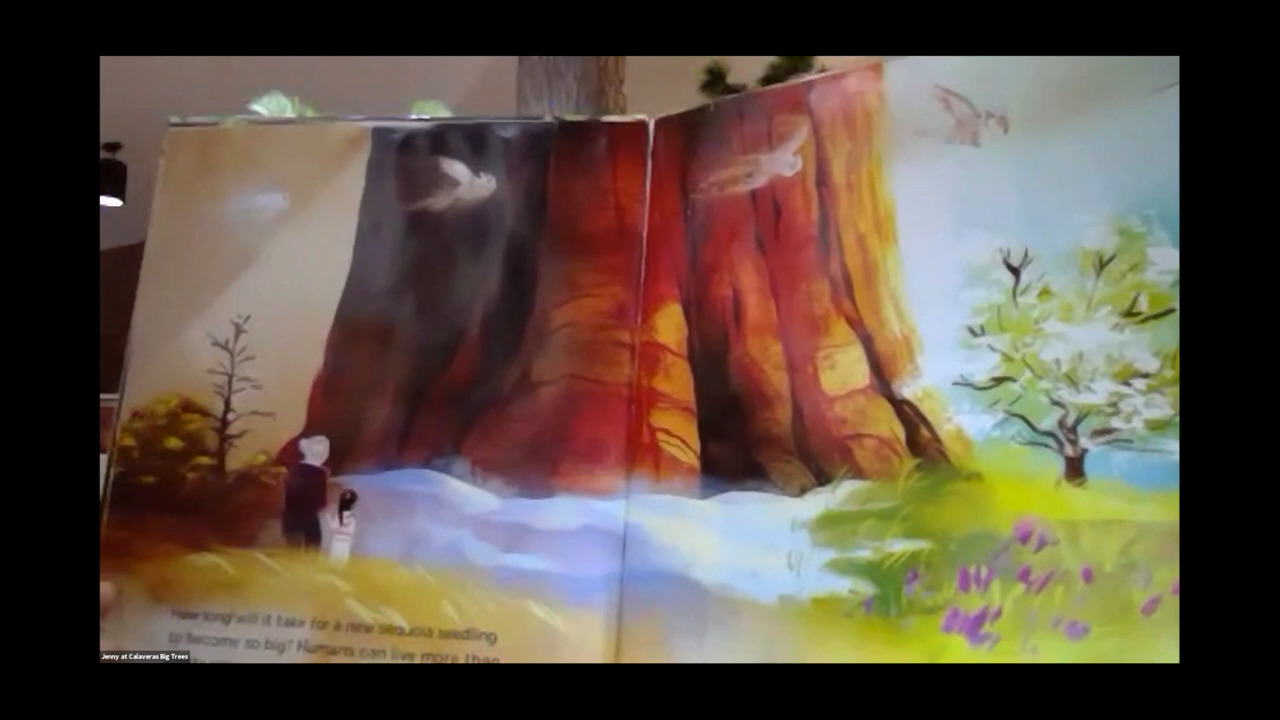 How long will it take for a new sequoia seedling
to become so big? Humans can live more than
Jenny at Calaveras Big Trees